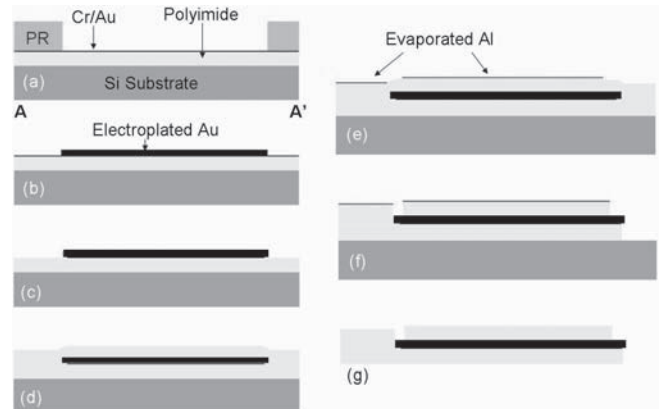 Cr/Au
Polyimide
PR
(a)
Si Substrate
A
A'
Electroplated Au
(b)
(c)
(d)
Evaporated Al
(e)
(f)
(g)